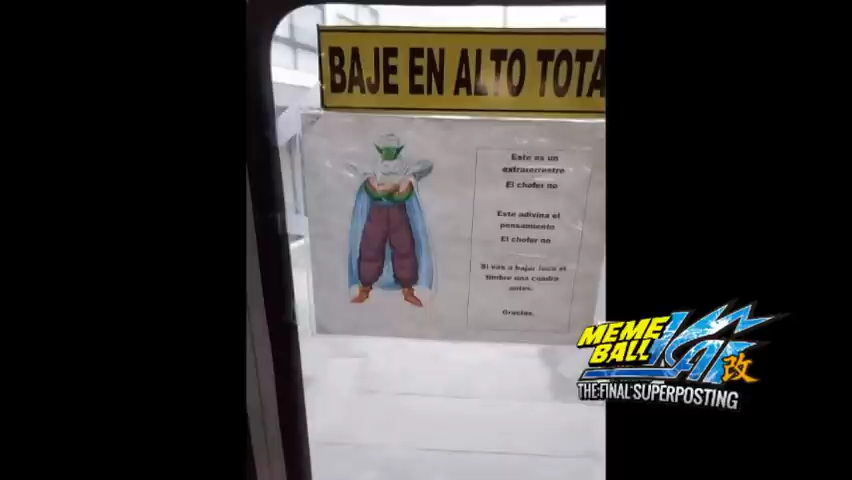 BAJE EN ALTO TOTA
Este es un
extraterrestre
El chofer no
Este adivina el
pensamiento
El chofer no
Si vas a bajar toca el
timbre una cuadra
antes.
Gracias.
MEME
BALL KAI
改
THE FINAL SUPERPOSTING